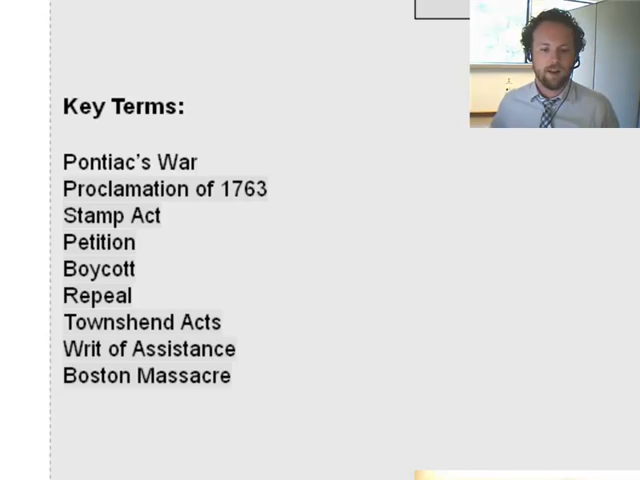 Key Terms:
Pontiac's War
Proclamation of 1763
Stamp Act
Petition
Boycott
Repeal
Townshend Acts
Writ of Assistance
Boston Massacre